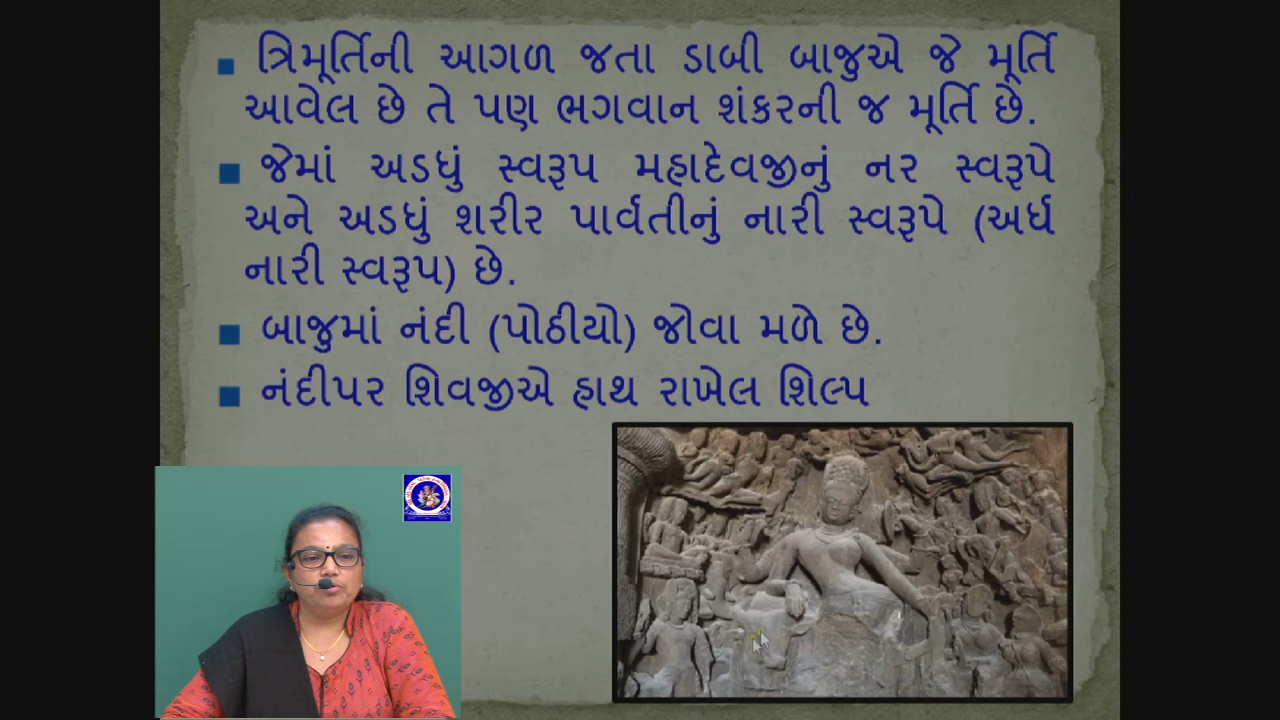 ત્રિમૂર્તિની આગળ જતા ડાબી બાજુએ જે મૂર્તિ
આવેલ છે તે પણ ભગવાન શંકરની જ મૂર્તિ છે.
જેમાં અડધું સ્વરૂપ મહાદેવજીનું નર સ્વરૂપે
અને અડધું શરીર પાર્વતીનું નારી સ્વરૂપે (અર્ધ
નારી સ્વરૂપ) છે.
બાજુમાં નંદી (પોઠીયો) જોવા મળે છે.
નંદીપર શિવજીએ હાથ રાખેલ શિલ્પ